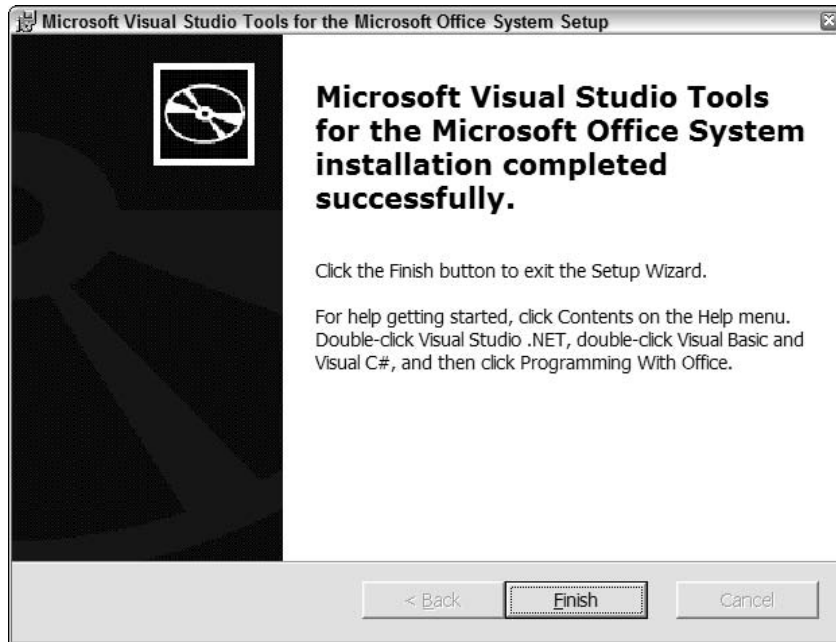 Microsoft Visual Studio Tools for the Microsoft Office System Setup
Microsoft Visual Studio Tools
for the Microsoft Office System
installation completed
successfully.
Click the Finish button to exit the Setup Wizard.
For help getting started, click Contents on the Help menu.
Double-click Visual Studio .NET, double-click Visual Basic and
Visual C#, and then click Programming With Office.
< Back
Finish
Cancel